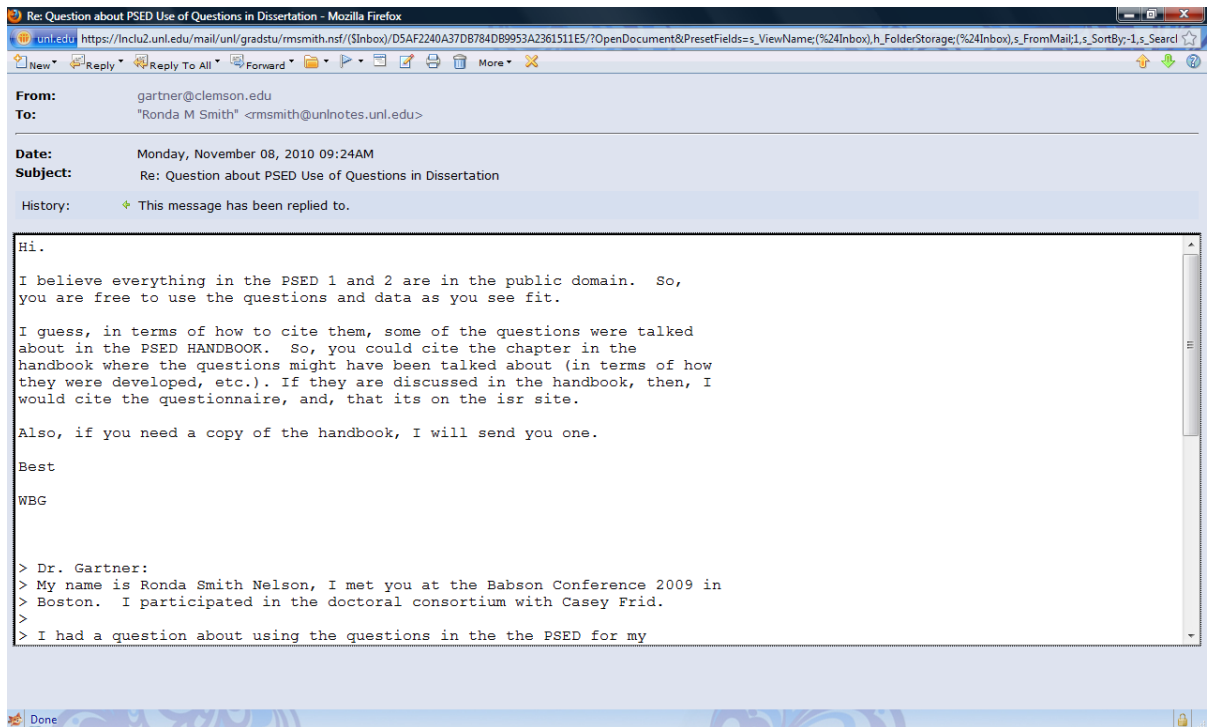 Re: Question about PSED Use of Questions in Dissertation - Mozilla Firefox
unl.edu https://lnclu2.unl.edu/mail/unl/gradstu/rmsmith.nsf/($Inbox)/D5AF2240A37DB784DB9953A2361511E5/?OpenDocument&PresetFields=s_ViewName;(%24Inbox),h_FolderStorage;(%24Inbox),s_FromMail;1,s_SortBy;-1,s_Searcl
New Reply Reply To All Forward More
From: gartner@clemson.edu
To: "Ronda M Smith" <rmsmith@unlnotes.unl.edu>
Date: Monday, November 08, 2010 09:24AM
Subject: Re: Question about PSED Use of Questions in Dissertation
History: This message has been replied to.
Hi.
I believe everything in the PSED 1 and 2 are in the public domain.  So,
you are free to use the questions and data as you see fit.
I guess, in terms of how to cite them, some of the questions were talked
about in the PSED HANDBOOK.  So, you could cite the chapter in the
handbook where the questions might have been talked about (in terms of how
they were developed, etc.). If they are discussed in the handbook, then, I
would cite the questionnaire, and, that its on the isr site.
Also, if you need a copy of the handbook, I will send you one.
Best
WBG
> Dr. Gartner:
> My name is Ronda Smith Nelson, I met you at the Babson Conference 2009 in
> Boston.  I participated in the doctoral consortium with Casey Frid.
>
> I had a question about using the questions in the the PSED for my
Done